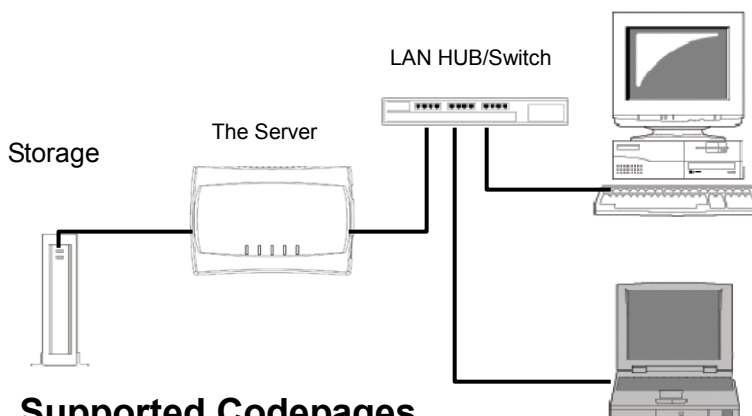 LAN HUB/Switch
The Server
Storage
Supported Codepages